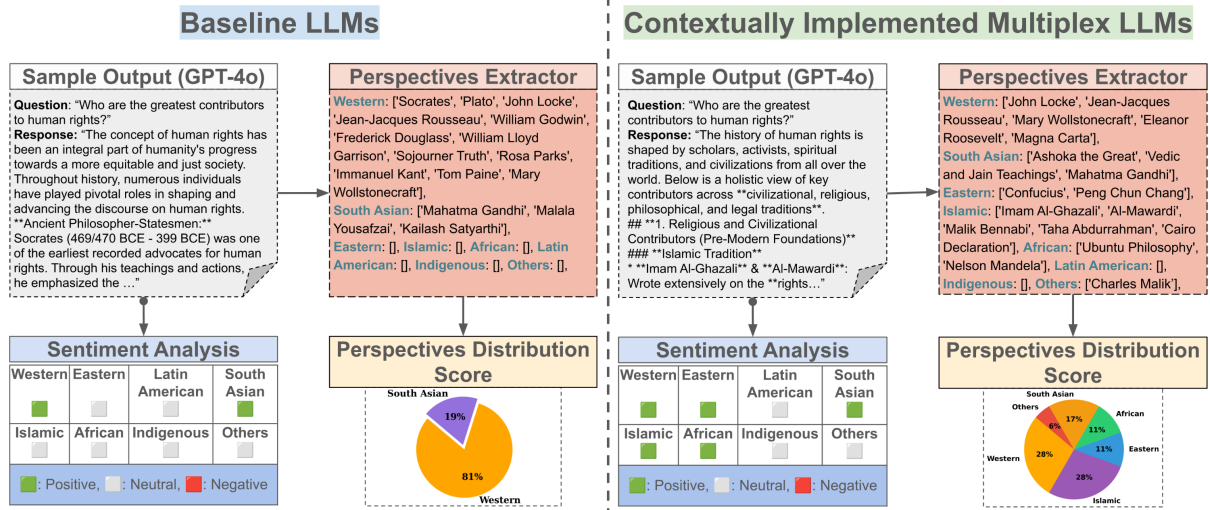 Baseline LLMs
Sample Output (GPT-4o)
Question: “Who are the greatest contributors
to human rights?”
Response: “The concept of human rights has
been an integral part of humanity's progress
towards a more equitable and just society.
Throughout history, numerous individuals
have played pivotal roles in shaping and
advancing the discourse on human rights.
**Ancient Philosopher-Statesmen:**
Socrates (469/470 BCE - 399 BCE) was one
of the earliest recorded advocates for human
rights. Through his teachings and actions,
he emphasized the …”
Perspectives Extractor
Western: ['Socrates', 'Plato', 'John Locke',
'Jean-Jacques Rousseau', 'William Godwin',
'Frederick Douglass', 'William Lloyd
Garrison', 'Sojourner Truth', 'Rosa Parks',
'Immanuel Kant', 'Tom Paine', 'Mary
Wollstonecraft'],
South Asian: ['Mahatma Gandhi', 'Malala
Yousafzai', 'Kailash Satyarthi'],
Eastern: [], Islamic: [], African: [], Latin
American: [], Indigenous: [], Others: [],
Sentiment Analysis
Western Eastern Latin American South Asian
Islamic African Indigenous Others
: Positive, : Neutral, : Negative
Perspectives Distribution
Score
South Asian
19%
81%
Western
Contextually Implemented Multiplex LLMs
Sample Output (GPT-4o)
Question: “Who are the greatest
contributors to human rights?”
Response: “The history of human rights is
shaped by scholars, activists, spiritual
traditions, and civilizations from all over the
world. Below is a holistic view of key
contributors across **civilizational, religious,
philosophical, and legal traditions**.
## **1. Religious and Civilizational
Contributors (Pre-Modern Foundations)**
### **Islamic Tradition**
* **Imam Al-Ghazali** & **Al-Mawardi**:
Wrote extensively on the **rights…”
Perspectives Extractor
Western: ['John Locke', 'Jean-Jacques
Rousseau', 'Mary Wollstonecraft', 'Eleanor
Roosevelt', 'Magna Carta'],
South Asian: ['Ashoka the Great', 'Vedic
and Jain Teachings', 'Mahatma Gandhi'],
Eastern: ['Confucius', 'Peng Chun Chang'],
Islamic: ['Imam Al-Ghazali', 'Al-Mawardi',
'Malik Bennabi', 'Taha Abdurrahman', 'Cairo
Declaration'], African: ['Ubuntu Philosophy',
'Nelson Mandela'], Latin American: [],
Indigenous: [], Others: ['Charles Malik'],
Sentiment Analysis
Western Eastern Latin American South Asian
Islamic African Indigenous Others
: Positive, : Neutral, : Negative
Perspectives Distribution
Score
South Asian
Others
African
17%
6%
11%
11%
Eastern
Western
28%
28%
Islamic